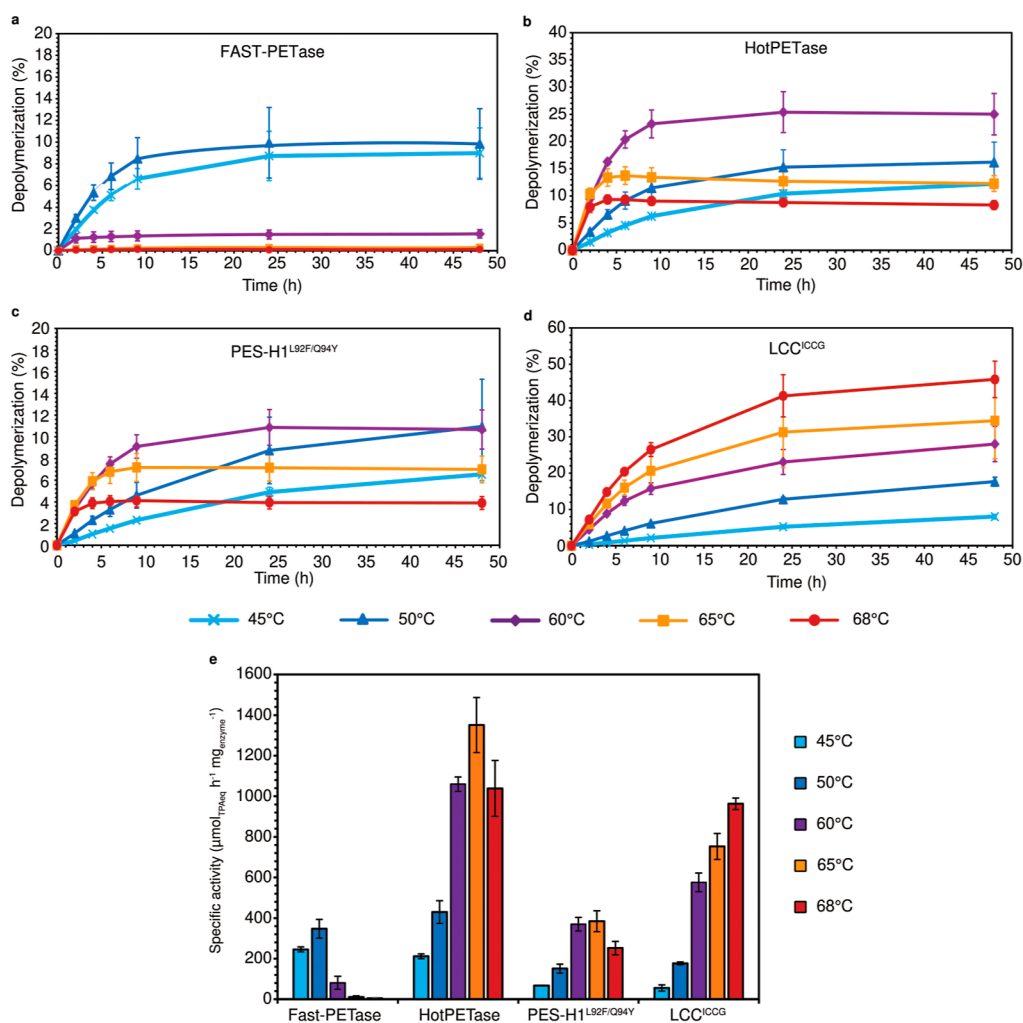 a
FAST-PETase
Depolymerization (%)
20
18
16
14
12
10
8
6
4
2
0
0 5 10 15 20 25 30 35 40 45 50
Time (h)
b
HotPETase
Depolymerization (%)
40
35
30
25
20
15
10
5
0
0 5 10 15 20 25 30 35 40 45 50
Time (h)
c
PES-H1L92F/Q94Y
Depolymerization (%)
20
18
16
14
12
10
8
6
4
2
0
0 5 10 15 20 25 30 35 40 45 50
Time (h)
d
LCCICCG
Depolymerization (%)
60
50
40
30
20
10
0
0 5 10 15 20 25 30 35 40 45 50
Time (h)
45°C 50°C 60°C 65°C 68°C
e
Specific activity (µmolTPAeq h-1 mgenzyme-1)
1600
1400
1200
1000
800
600
400
200
0
Fast-PETase HotPETase PES-H1L92F/Q94Y LCCICCG
45°C
50°C
60°C
65°C
68°C